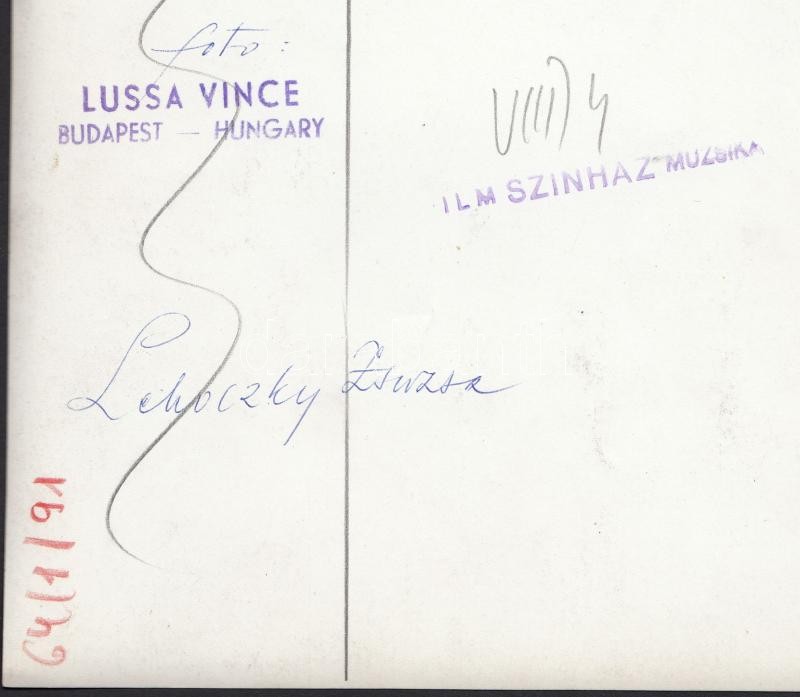 foto:
LUSSA VINCE
BUDAPEST — HUNGARY
VIII/4
ILM SZINHAZ MUZSIKA
Lehoczky Zsuzsa
64/1/91